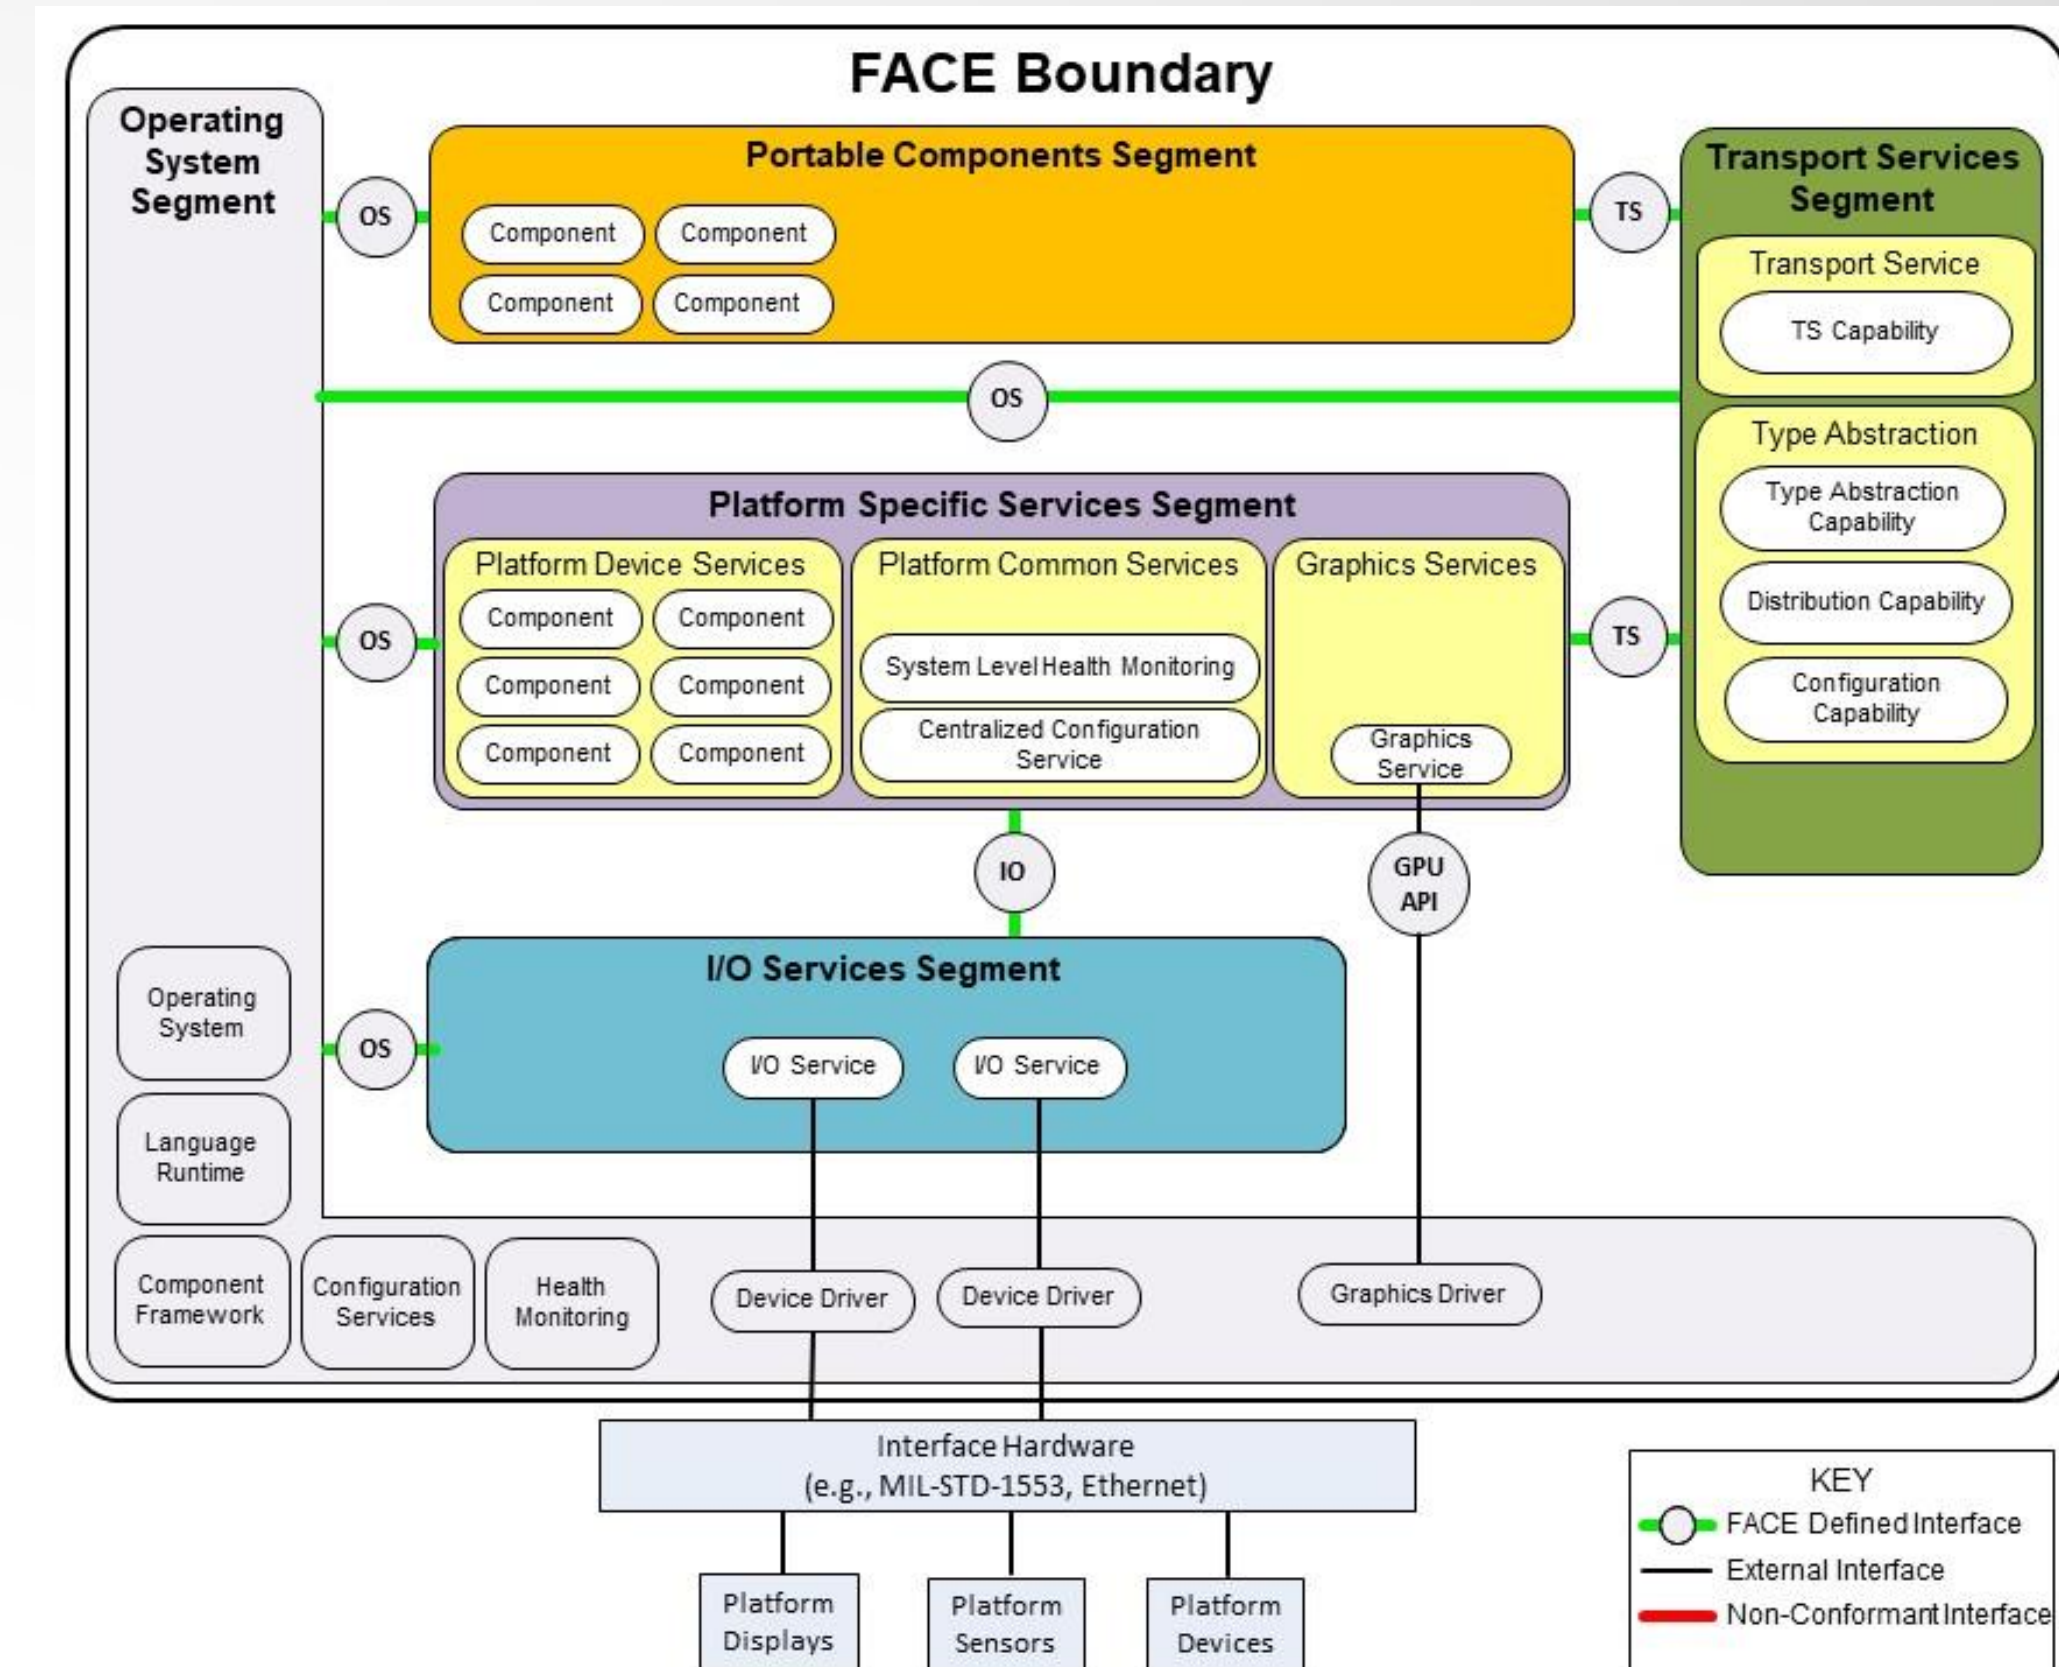 FACE Boundary
Operating
System
Segment
OS
Portable Components Segment
Component
Component
Component
Component
TS
Transport Services
Segment
Transport Service
TS Capability
OS
Type Abstraction
Type Abstraction
Capability
Distribution Capability
Configuration
Capability
OS
Platform Specific Services Segment
Platform Device Services
Component
Component
Component
Component
Component
Component
Platform Common Services
System Level Health Monitoring
Centralized Configuration
Service
Graphics Services
Graphics
Service
TS
IO
GPU
API
OS
I/O Services Segment
I/O Service
I/O Service
Operating
System
Language
Runtime
Component
Framework
Configuration
Services
Health
Monitoring
Device Driver
Device Driver
Graphics Driver
Interface Hardware
(e.g., MIL-STD-1553, Ethernet)
Platform
Displays
Platform
Sensors
Platform
Devices
KEY
FACE Defined Interface
External Interface
Non-Conformant Interface